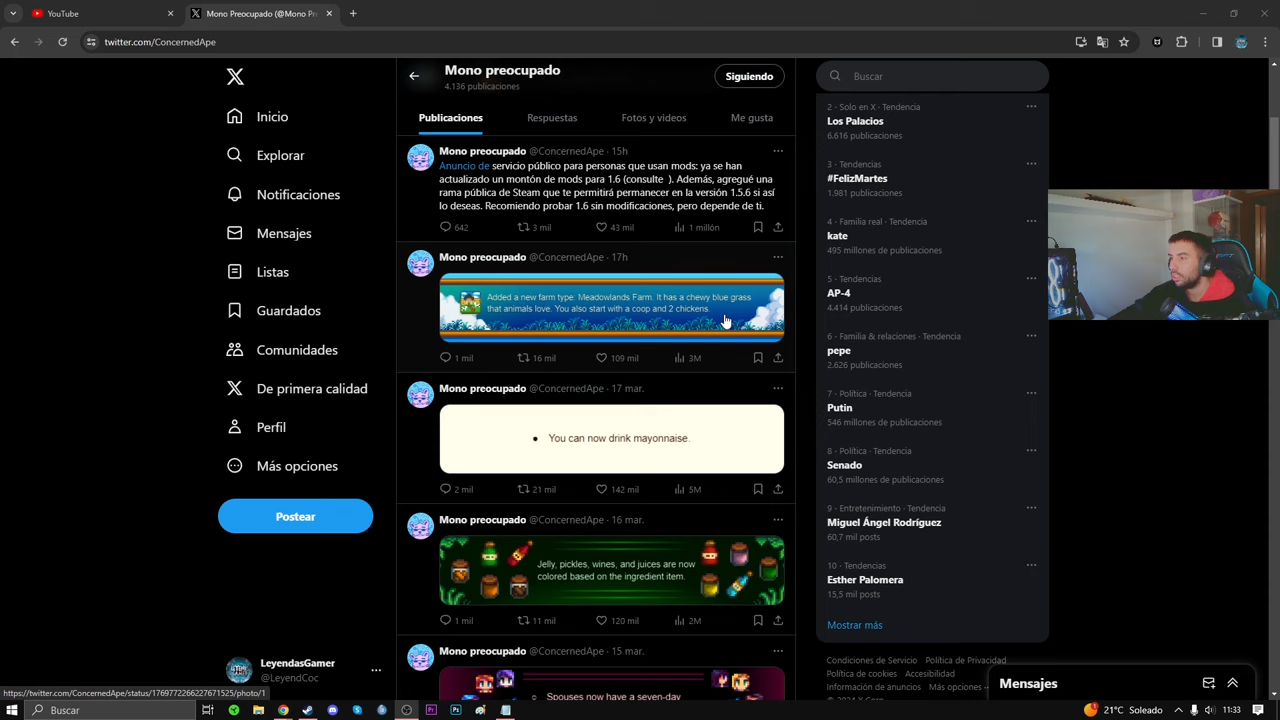 YouTube
Mono Preocupado (@ConcernedApe
twitter.com/ConcernedApe
Inicio
Explorar
Notificaciones
Mensajes
Listas
Guardados
Comunidades
De primera calidad
Perfil
Más opciones
Postear
LeyendasGamer
@LeyendCoc
Mono preocupado
4.136 publicaciones
Siguiendo
Publicaciones
Respuestas
Fotos y videos
Me gusta
Mono preocupado @ConcernedApe · 15h
Anuncio de servicio público para personas que usan mods: ya se han
actualizado un montón de mods para 1.6 (consulte ). Además, agregué una
rama pública de Steam que te permitirá permanecer en la versión 1.5.6 si así
lo deseas. Recomiendo probar 1.6 sin modificaciones, pero depende de ti.
642 3 mil 43 mil 1 millón
Mono preocupado @ConcernedApe · 17h
Added a new farm type: Meadowlands Farm. It has a chewy blue grass
that animals love. You also start with a coop and 2 chickens.
1 mil 16 mil 109 mil 3M
Mono preocupado @ConcernedApe · 17 mar.
• You can now drink mayonnaise.
2 mil 21 mil 142 mil 5M
Mono preocupado @ConcernedApe · 16 mar.
Jelly, pickles, wines, and juices are now
colored based on the ingredient item.
1 mil 11 mil 120 mil 2M
Mono preocupado @ConcernedApe · 15 mar.
Spouses now have a seven-day
Buscar
2 · Solo en X · Tendencia
Los Palacios
6.616 publicaciones
3 · Tendencias
#FelizMartes
1.981 publicaciones
4 · Familia real · Tendencia
kate
495 millones de publicaciones
5 · Tendencias
AP-4
4.414 publicaciones
6 · Familia & relaciones · Tendencia
pepe
2.626 publicaciones
7 · Política · Tendencia
Putin
546 millones de publicaciones
8 · Política · Tendencia
Senado
60,5 millones de publicaciones
9 · Entretenimiento · Tendencia
Miguel Ángel Rodríguez
60,7 mil posts
10 · Tendencias
Esther Palomera
15,5 mil posts
Mostrar más
Condiciones de Servicio Política de Privacidad
Política de cookies Accesibilidad
Información de anuncios Más opciones
© 2024 X Corp.
Mensajes
https://twitter.com/ConcernedApe/status/1769772266227671525/photo/1
Buscar
21°C Soleado
11:33